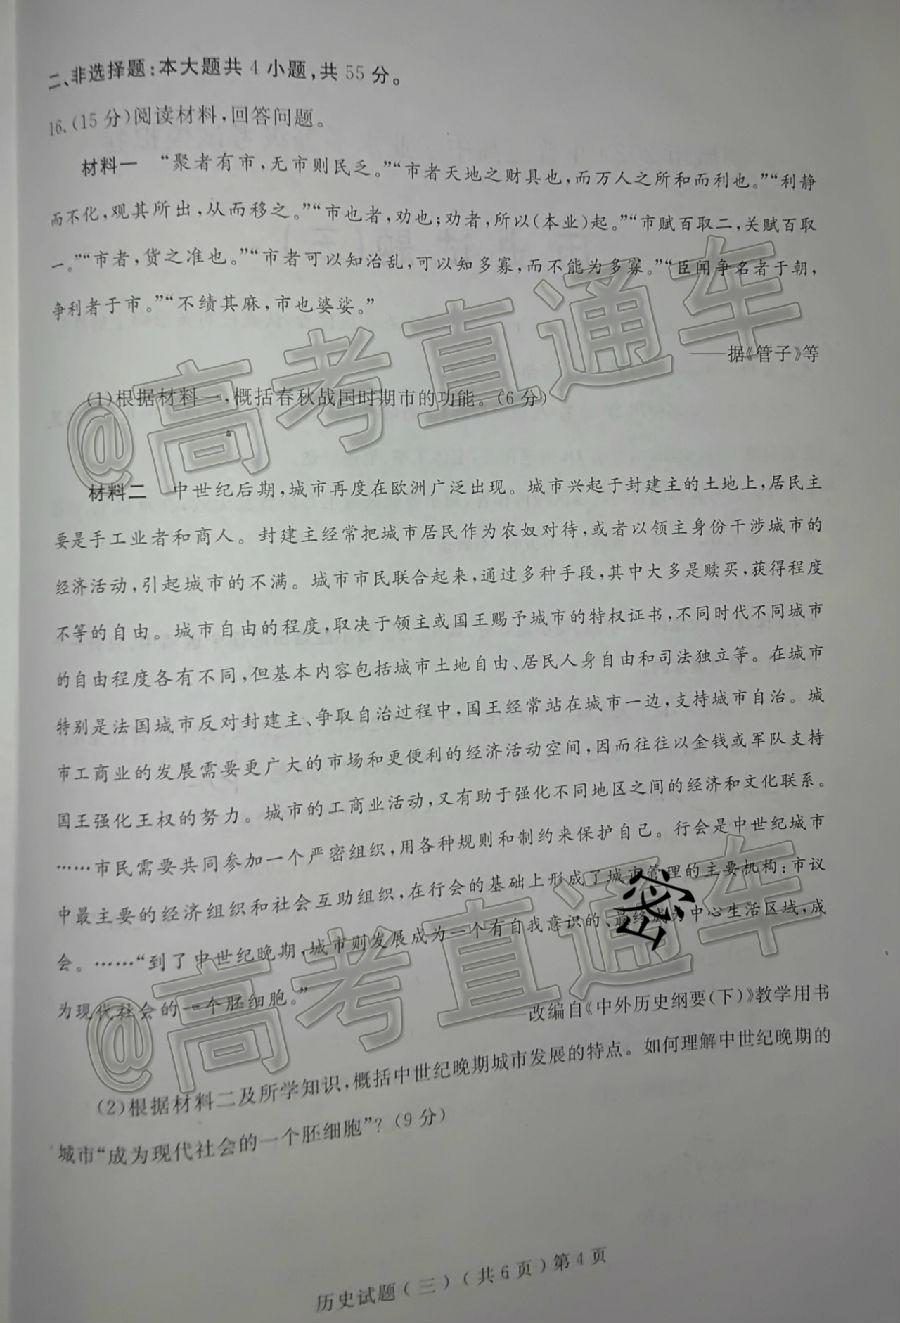 二、非选择题：本大题共 4 小题，共 55 分。
16.(15 分)阅读材料，回答问题。
材料一 “聚者有市，无市则民乏。”“市者天地之财具也，而万人之所和而利也。”“利静
而不化，观其所出，从而移之。”“市也者，劝也；劝者，所以(本业)起。”“市赋百取二，关赋百取
一。”“市者，货之准也。”“市者可以知治乱，可以知多寡，而不能为多寡。”“臣闻争名者于朝，
争利者于市。”“不绩其麻，市也婆娑。”
——据《管子》等
(1)根据材料一，概括春秋战国时期市的功能。(6 分)
材料二 中世纪后期，城市再度在欧洲广泛出现。城市兴起于封建主的土地上，居民主
要是手工业者和商人。封建主经常把城市居民作为农奴对待，或者以领主身份干涉城市的
经济活动，引起城市的不满。城市市民联合起来，通过多种手段，其中大多是赎买，获得程度
不等的自由。城市自由的程度，取决于领主或国王赐予城市的特权证书，不同时代不同城市
的自由程度各有不同，但基本内容包括城市土地自由、居民人身自由和司法独立等。在城市
特别是法国城市反对封建主、争取自治过程中，国王经常站在城市一边，支持城市自治。城
市工商业的发展需要更广大的市场和更便利的经济活动空间，因而往往以金钱或军队支持
国王强化王权的努力。城市的工商业活动，又有助于强化不同地区之间的经济和文化联系。
……市民需要共同参加一个严密组织，用各种规则和制约来保护自己。行会是中世纪城市
中最主要的经济组织和社会互助组织，在行会的基础上形成了城市管理的主要机构：市议
会。……“到了中世纪晚期，城市则发展成为一个有自我意识的、最终成为中心生活区线，成
为现代社会的一个胚细胞。”
改编自《中外历史纲要(下)》教学用书
(2)根据材料二及所学知识，概括中世纪晚期城市发展的特点。如何理解中世纪晚期的
城市“成为现代社会的一个胚细胞”？(9 分)
历史试题(三)(共 6 页)第 4 页
@高考直通车
@高考直通车
密